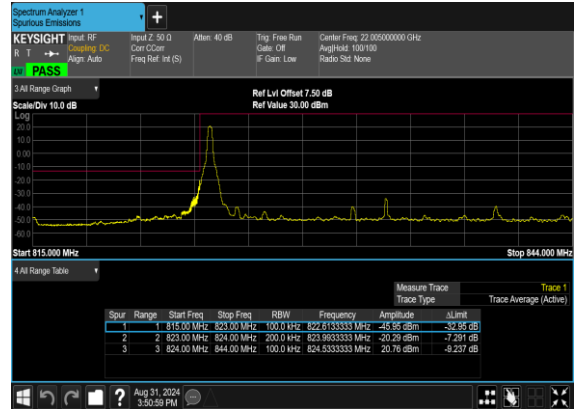 Spectrum Analyzer 1
Spurious Emissions
KEYSIGHT Input: RF Input Z: 50 Ω Atten: 40 dB Trig: Free Run Center Freq: 22.005000000 GHz
R T Coupling: DC Corr CCorr Gate: Off Avg|Hold: 100/100
Align: Auto Freq Ref: Int (S) IF Gain: Low Radio Std: None
LM PASS
3 All Range Graph Ref Lvl Offset 7.50 dB
Scale/Div 10.0 dB Ref Value 30.00 dBm
Log
20.0
10.0
0.00
-10.0
-20.0
-30.0
-40.0
-50.0
-60.0
Start 815.000 MHz Stop 844.000 MHz
4 All Range Table
Measure Trace Trace 1
Trace Type Trace Average (Active)
Spur Range Start Freq Stop Freq RBW Frequency Amplitude ΔLimit
1 1 815.00 MHz 823.00 MHz 100.0 kHz 822.6133333 MHz -45.95 dBm -32.95 dB
2 2 823.00 MHz 824.00 MHz 200.0 kHz 823.9933333 MHz -20.29 dBm -7.291 dB
3 3 824.00 MHz 844.00 MHz 100.0 kHz 824.5333333 MHz 20.76 dBm -9.237 dB
? Aug 31, 2024
3:50:59 PM